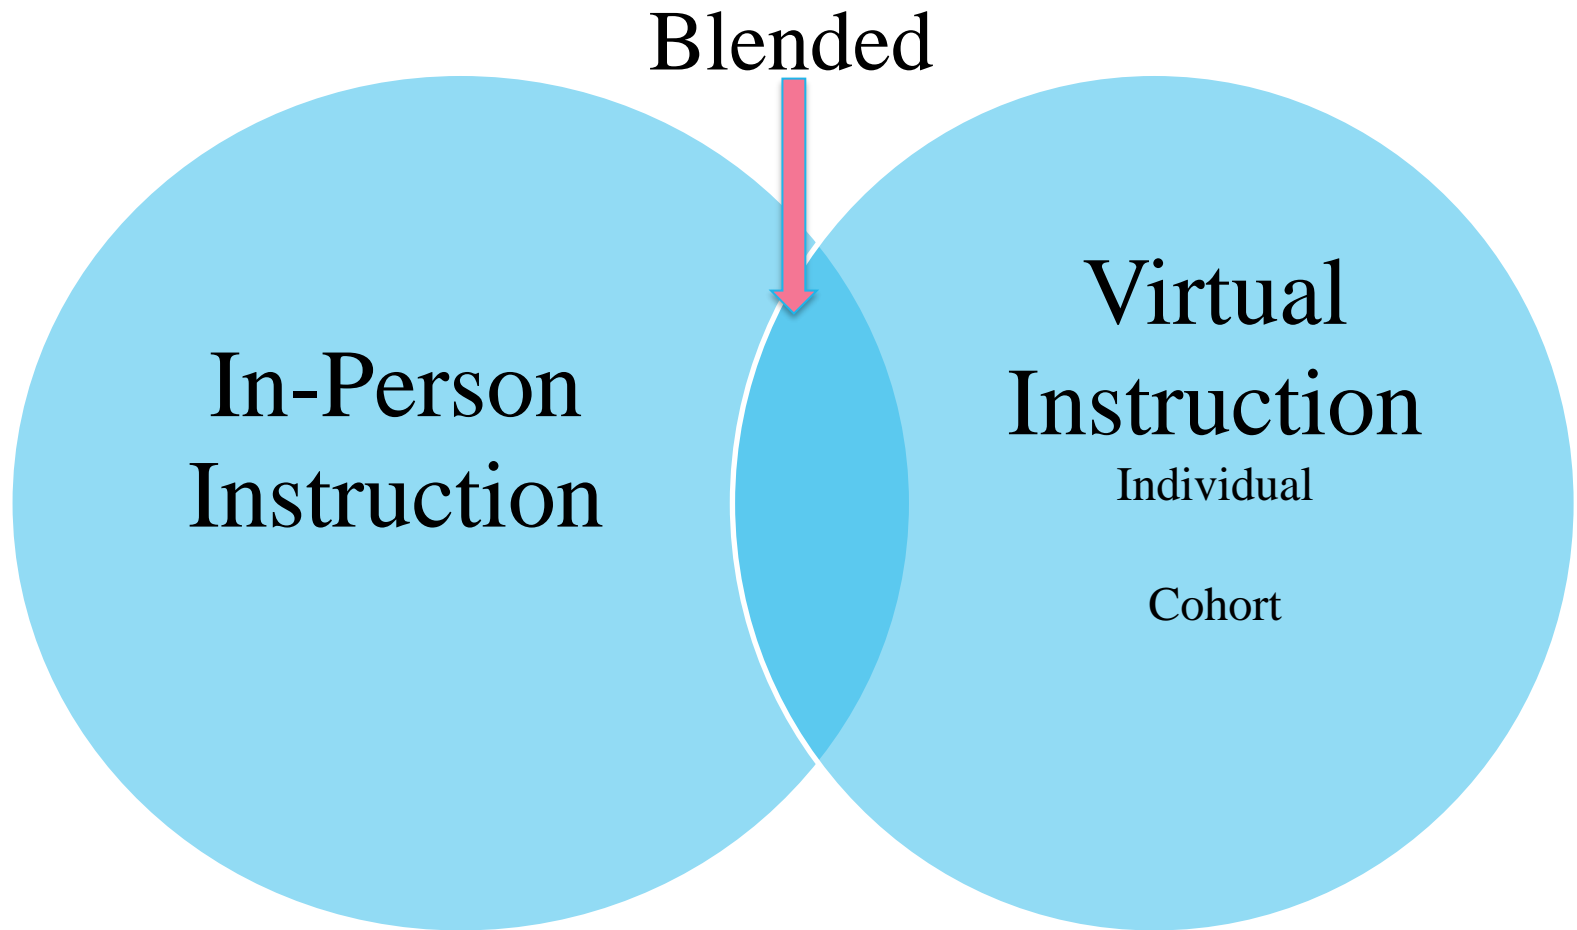 Blended
In-Person
Instruction
Virtual
Instruction
Individual
Cohort